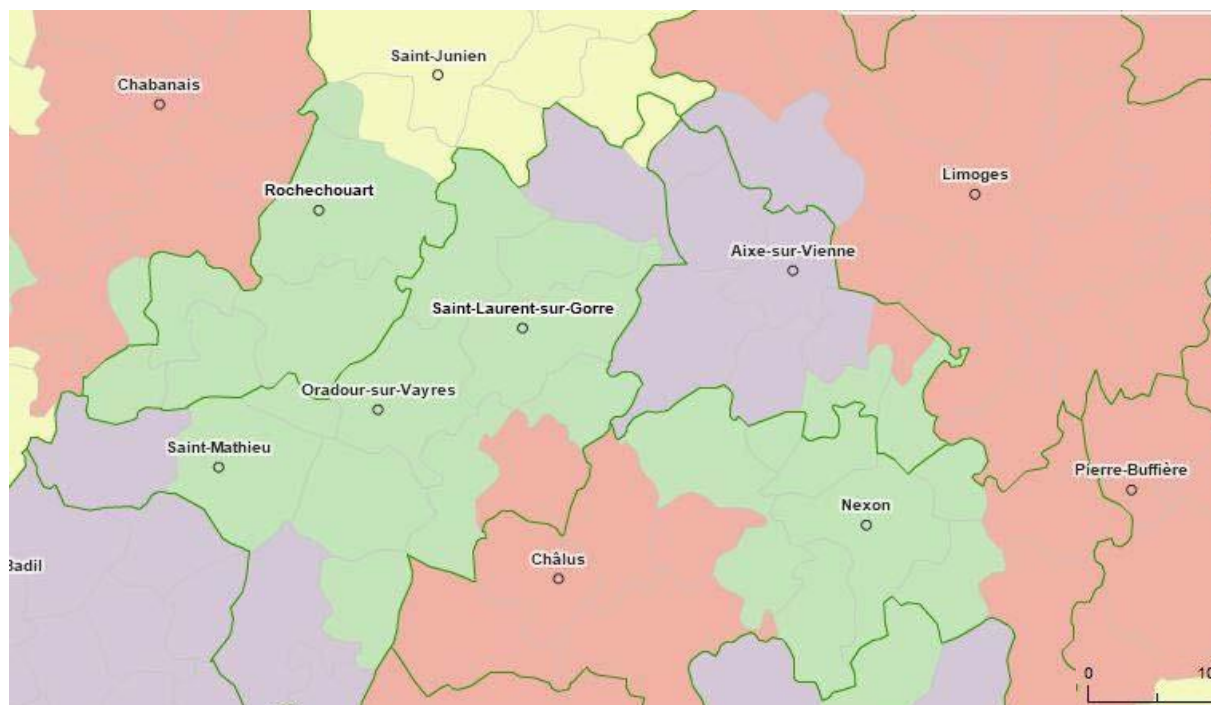 Saint-Junien
Chabanais
Limoges
Rochechouart
Aixe-sur-Vienne
Saint-Laurent-sur-Gorre
Oradour-sur-Vayres
Saint-Mathieu
Pierre-Buffière
Nexon
Châlus
Badil
0 10